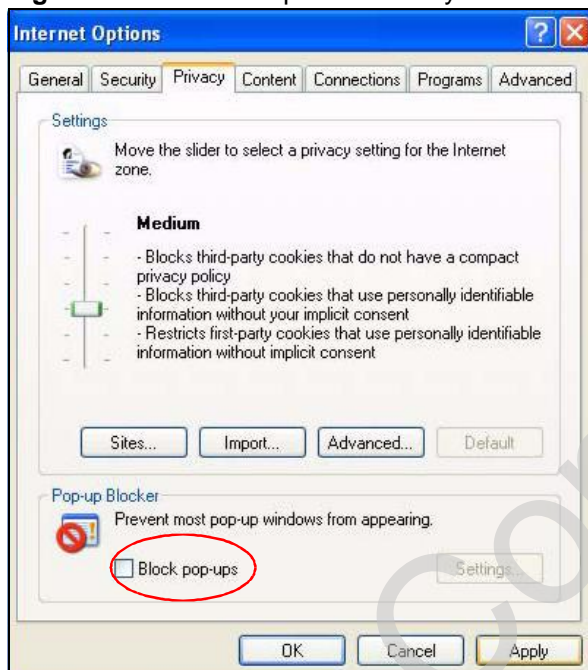 Internet Options
General Security Privacy Content Connections Programs Advanced
Settings
Move the slider to select a privacy setting for the Internet
zone.
Medium
- Blocks third-party cookies that do not have a compact
privacy policy
- Blocks third-party cookies that use personally identifiable
information without your implicit consent
- Restricts first-party cookies that use personally identifiable
information without implicit consent
Sites... Import... Advanced... Default
Pop-up Blocker
Prevent most pop-up windows from appearing.
Block pop-ups Settings...
OK Cancel Apply